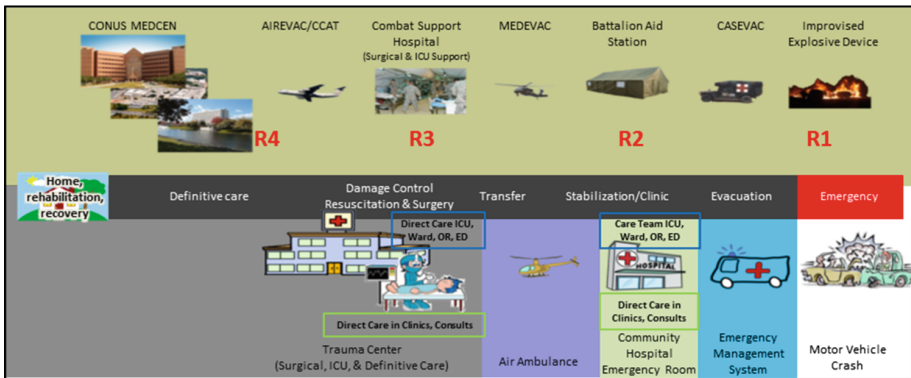 CONUS MEDCEN
AIREVAC/CCAT
Combat Support
Hospital
(Surgical & ICU Support)
MEDEVAC
Battalion Aid
Station
CASEVAC
Improvised
Explosive Device
R4
R3
R2
R1
Home,
rehabilitation,
recovery
Definitive care
Damage Control
Resuscitation & Surgery
Transfer
Stabilization/Clinic
Evacuation
Emergency
Direct Care ICU,
Ward, OR, ED
Care Team ICU,
Ward, OR, ED
HOSPITAL
Direct Care in Clinics, Consults
Direct Care in
Clinics, Consults
Trauma Center
(Surgical, ICU, & Definitive Care)
Air Ambulance
Community
Hospital
Emergency Room
Emergency
Management
System
Motor Vehicle
Crash